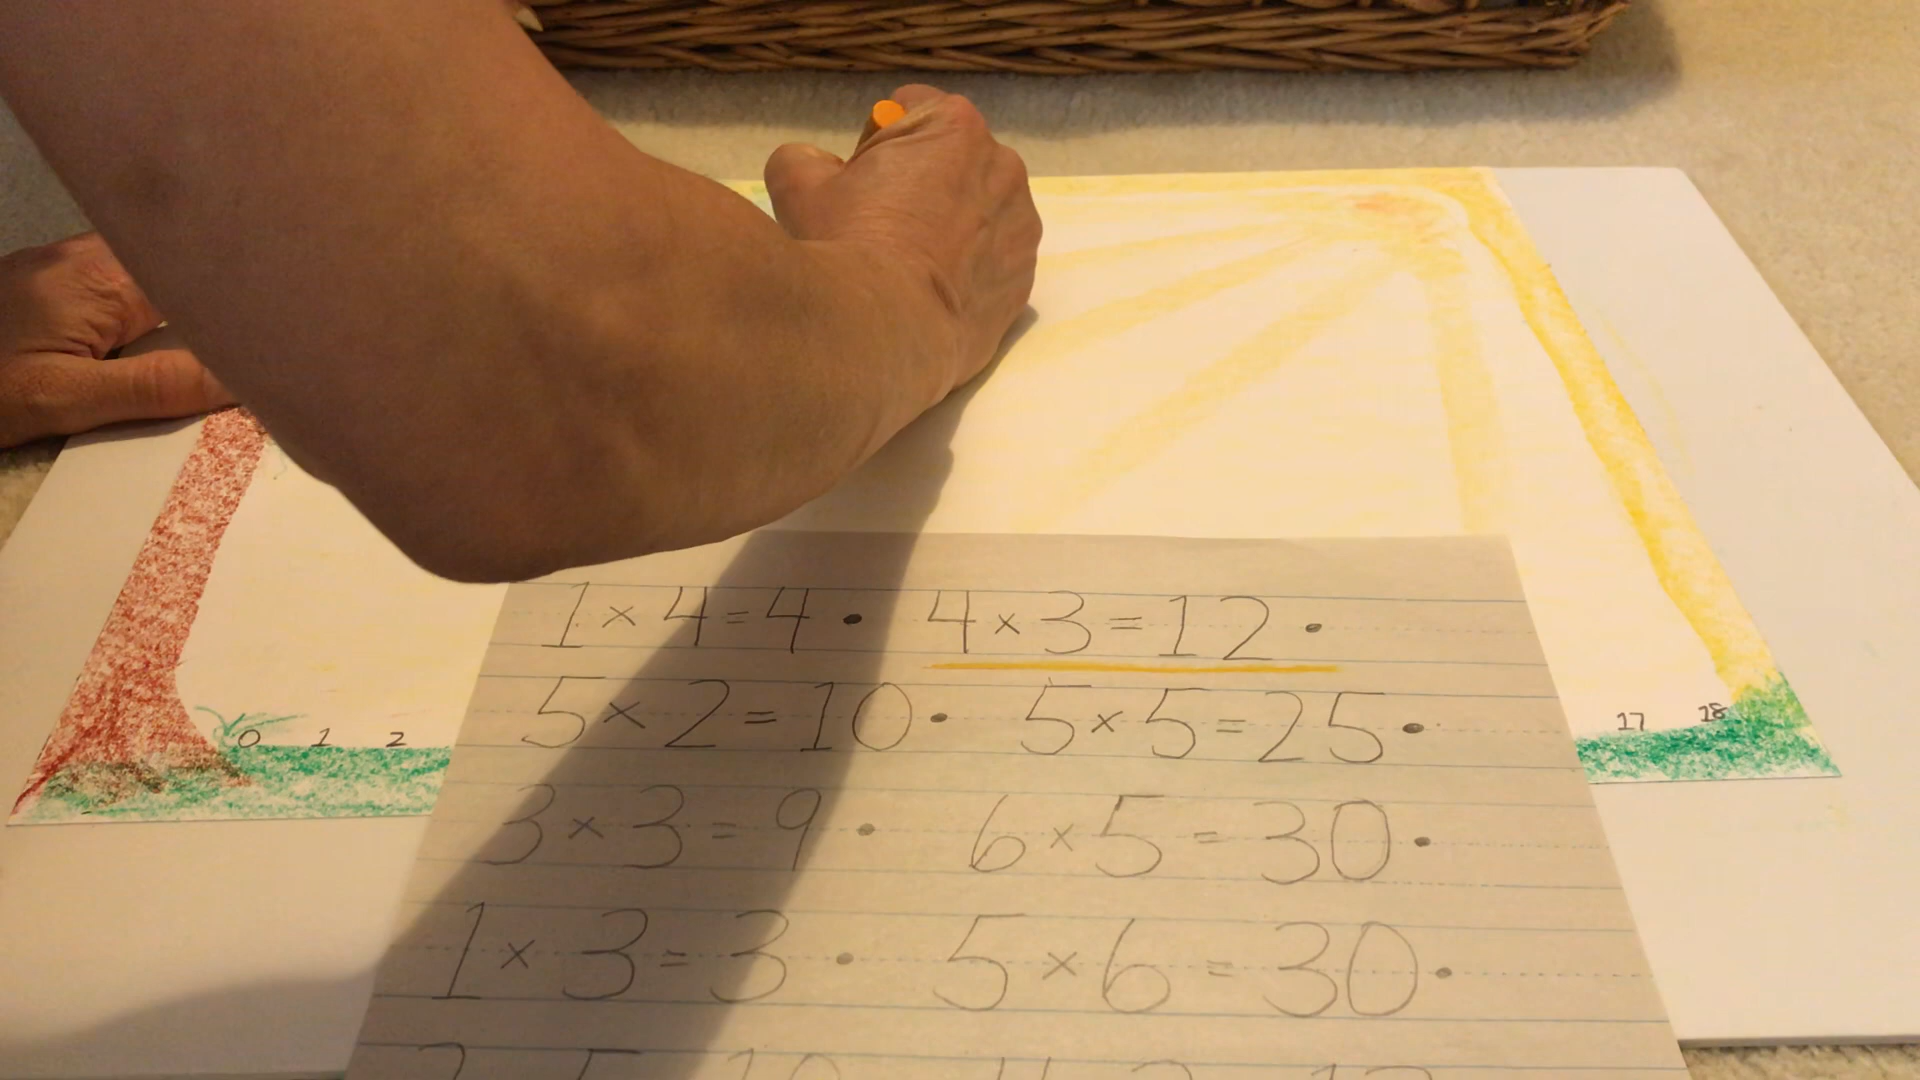 0 1 2 17 18
1 × 4 = 4 • 4 × 3 = 12 •
5 × 2 = 10 • 5 × 5 = 25 •
3 × 3 = 9 • 6 × 5 = 30 •
1 × 3 = 3 • 5 × 6 = 30 •